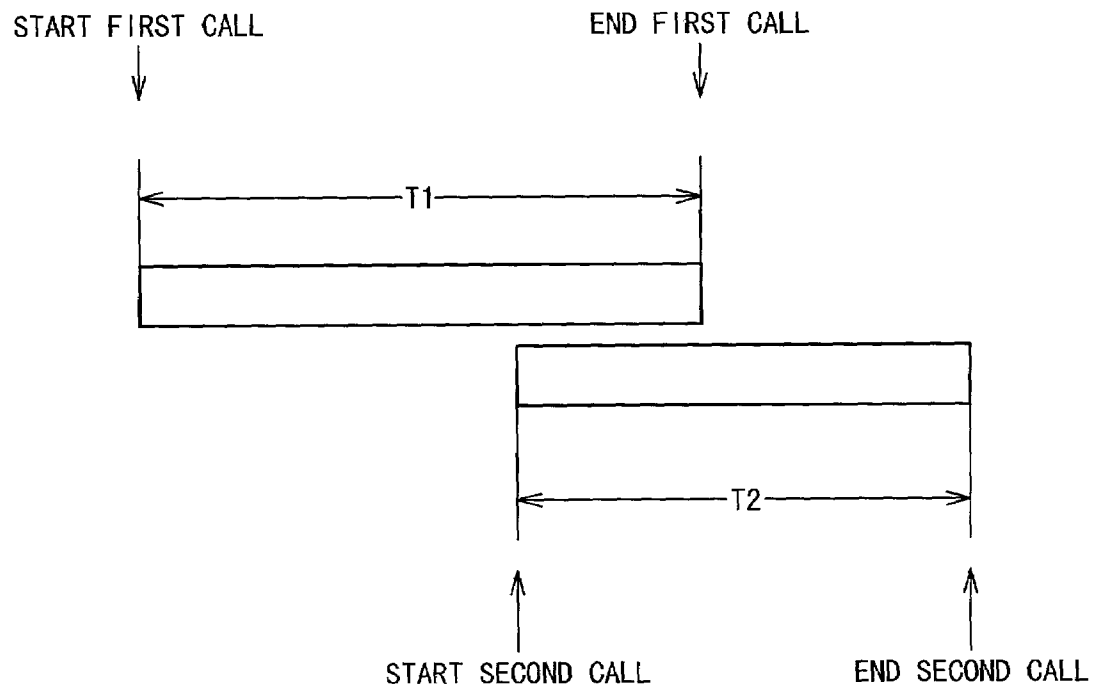 START FIRST CALL
END FIRST CALL
T1
T2
START SECOND CALL
END SECOND CALL